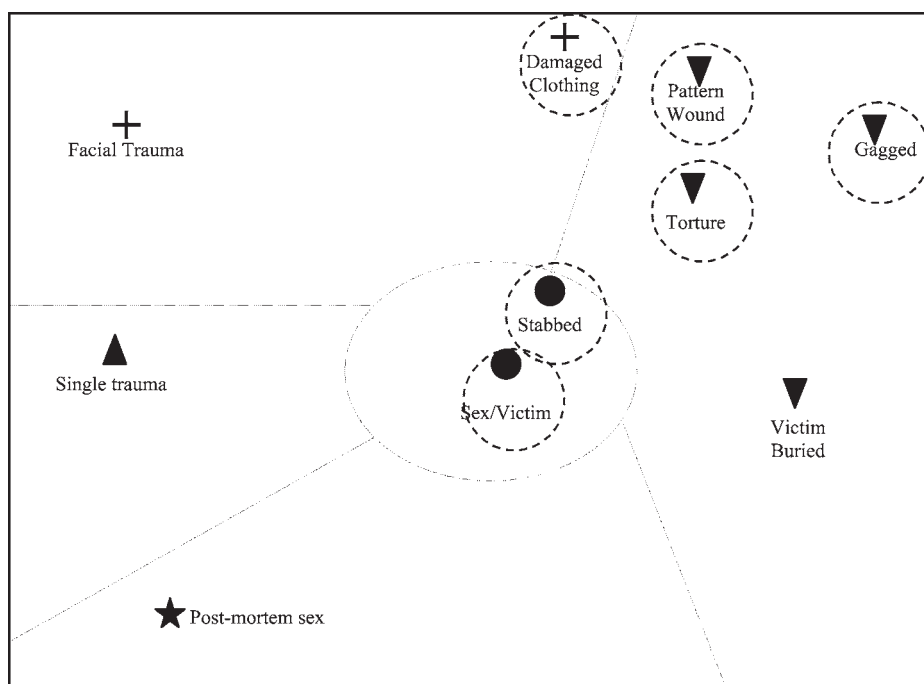 Damaged
Clothing
Pattern
Wound
Facial Trauma
Gagged
Torture
Stabbed
Single trauma
Sex/Victim
Victim
Buried
Post-mortem sex